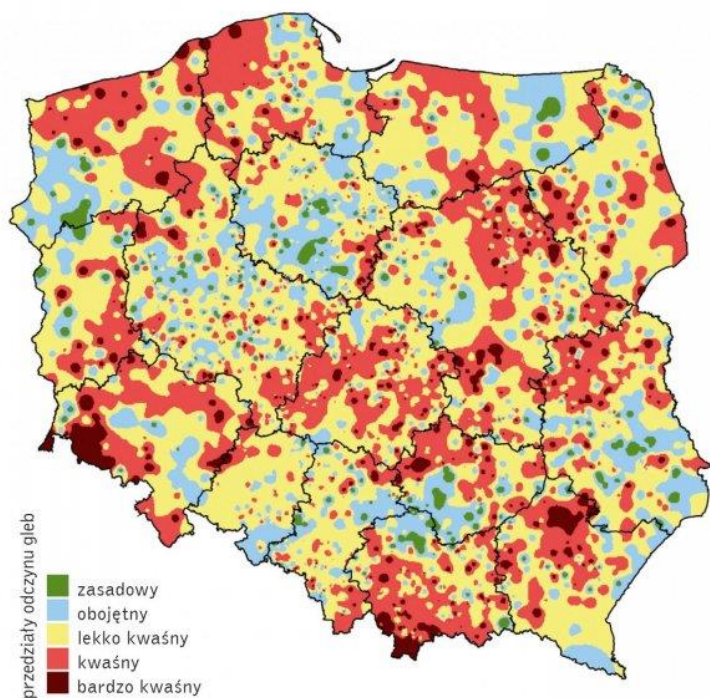 przedziały odczynu gleb
zasadowy
obojętny
lekko kwaśny
kwaśny
bardzo kwaśny